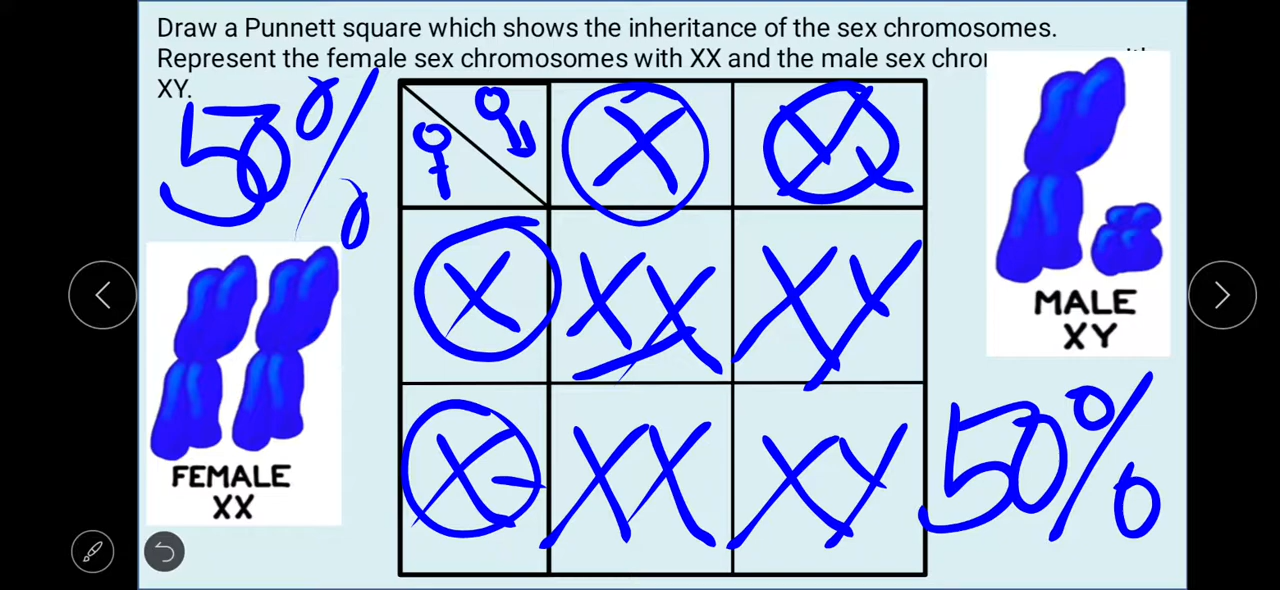 Draw a Punnett square which shows the inheritance of the sex chromosomes.
Represent the female sex chromosomes with XX and the male sex
XY.
50%
♀ ♂ X Y
X XX XY
X XX XY
FEMALE
XX
MALE
XY
50%